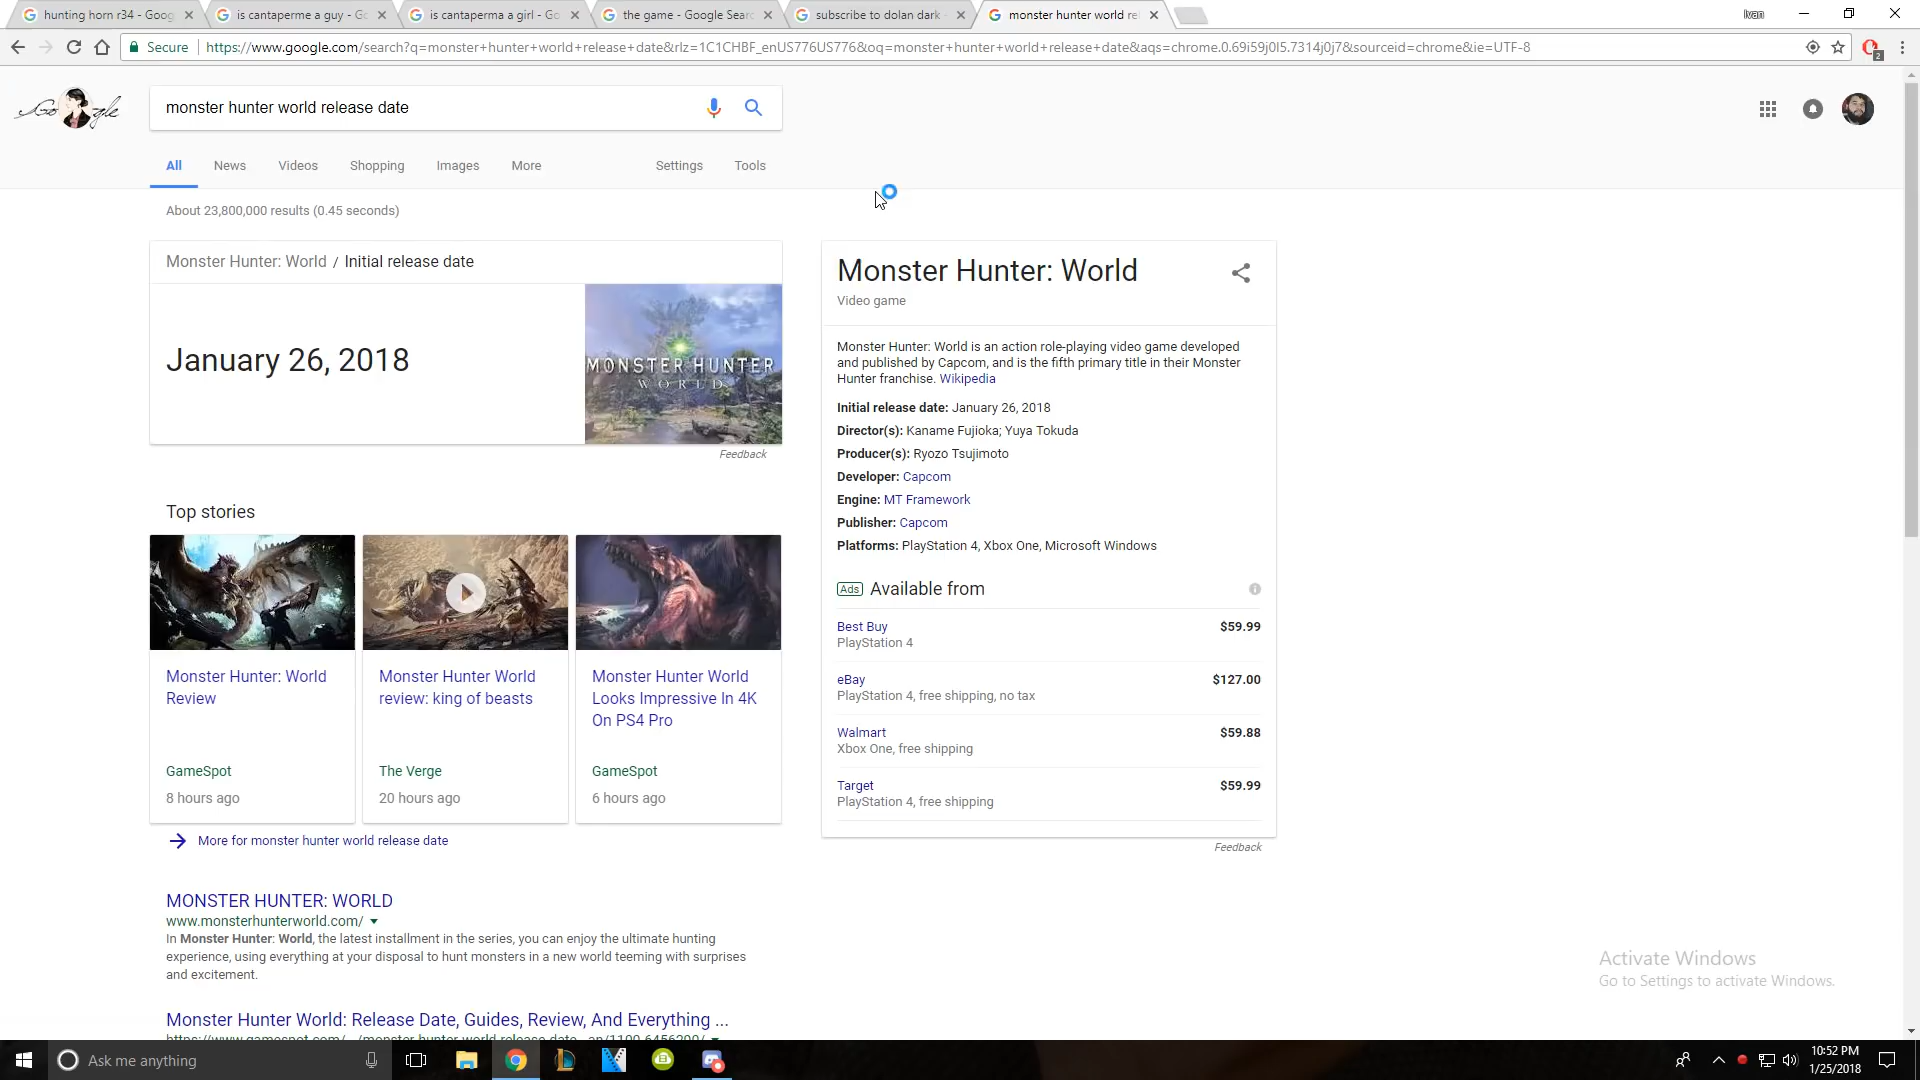 hunting horn r34 - Goog
is cantaperme a guy - Go
is cantaperma a girl - Go
the game - Google Sear
subscribe to dolan dark -
monster hunter world re
Ivan
Secure
https://www.google.com/search?q=monster+hunter+world+release+date&rlz=1C1CHBF_enUS776US776&oq=monster+hunter+world+release+date&aqs=chrome.0.69i59j0l5.7314j0j7&sourceid=chrome&ie=UTF-8
2
Google
monster hunter world release date
All
News
Videos
Shopping
Images
More
Settings
Tools
About 23,800,000 results (0.45 seconds)
Monster Hunter: World / Initial release date
January 26, 2018
MONSTER HUNTER
WORLD
Feedback
Top stories
Monster Hunter: World
Review
GameSpot
8 hours ago
Monster Hunter World
review: king of beasts
The Verge
20 hours ago
Monster Hunter World
Looks Impressive In 4K
On PS4 Pro
GameSpot
6 hours ago
More for monster hunter world release date
MONSTER HUNTER: WORLD
www.monsterhunterworld.com/
In Monster Hunter: World, the latest installment in the series, you can enjoy the ultimate hunting
experience, using everything at your disposal to hunt monsters in a new world teeming with surprises
and excitement.
Monster Hunter World: Release Date, Guides, Review, And Everything ...
Monster Hunter: World
Video game
Monster Hunter: World is an action role-playing video game developed
and published by Capcom, and is the fifth primary title in their Monster
Hunter franchise. Wikipedia
Initial release date: January 26, 2018
Director(s): Kaname Fujioka; Yuya Tokuda
Producer(s): Ryozo Tsujimoto
Developer: Capcom
Engine: MT Framework
Publisher: Capcom
Platforms: PlayStation 4, Xbox One, Microsoft Windows
Ads Available from
Best Buy $59.99
PlayStation 4
eBay $127.00
PlayStation 4, free shipping, no tax
Walmart $59.88
Xbox One, free shipping
Target $59.99
PlayStation 4, free shipping
Feedback
Activate Windows
Go to Settings to activate Windows.
Ask me anything
10:52 PM
1/25/2018